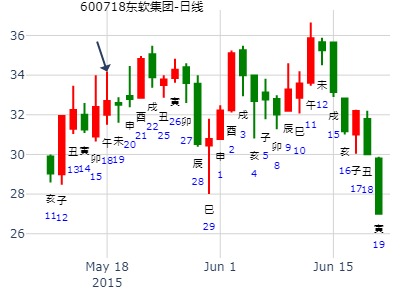 600718东软集团-日线
36
34
32
30
28
26
亥
11
子
12
丑
13
寅
14
卯
15
午
18
未
19
申
20
酉
21
戌
22
丑
25
寅
26
卯
27
辰
28
巳
29
申
1
酉
2
戌
3
亥
4
子
5
卯
8
辰
9
巳
10
午
11
未
12
戌
15
亥
16
子
17
丑
18
寅
19
May 18
2015
Jun 1
Jun 15